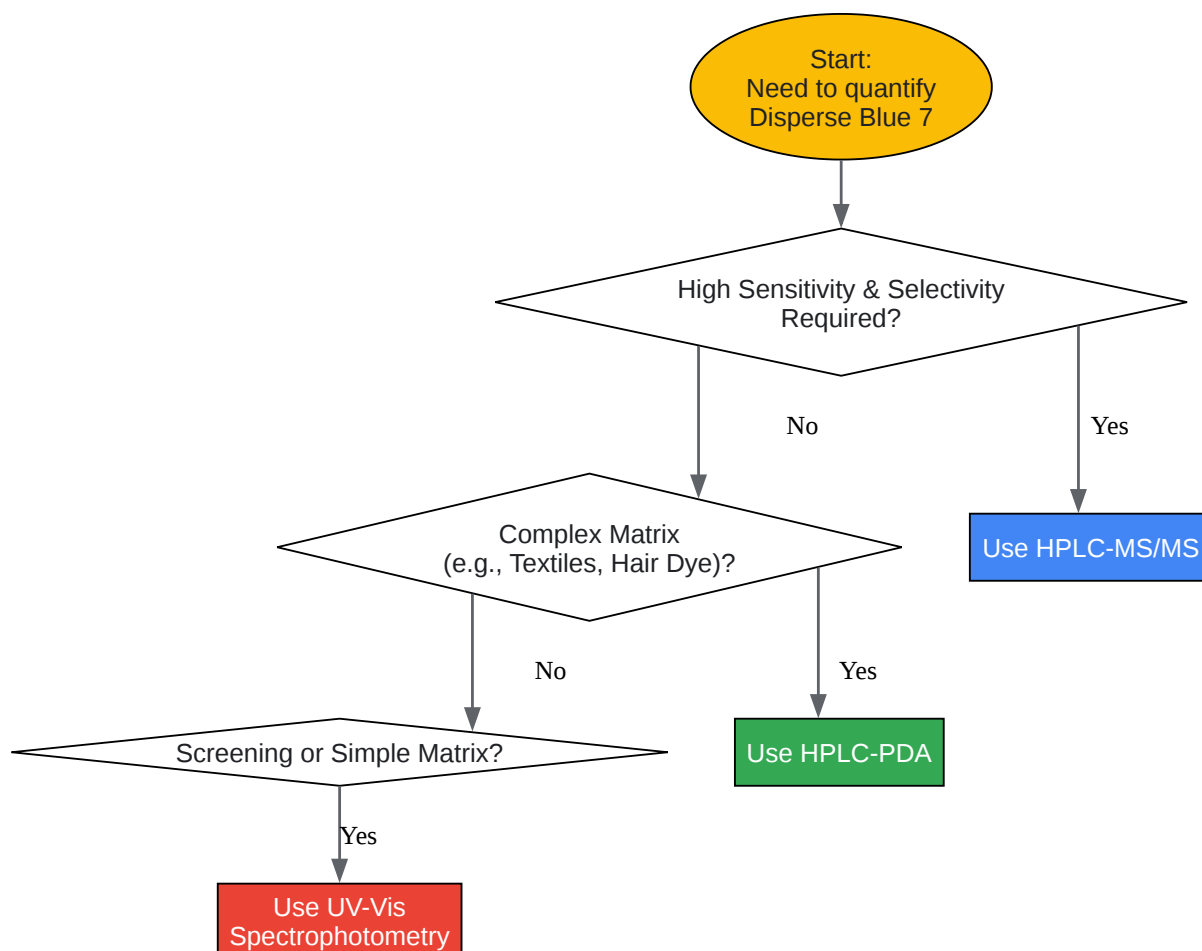 Start:
Need to quantify
Disperse Blue 7
High Sensitivity & Selectivity
Required?
No
Yes
Complex Matrix
(e.g., Textiles, Hair Dye)?
Use HPLC-MS/MS
No
Yes
Screening or Simple Matrix?
Use HPLC-PDA
Yes
Use UV-Vis
Spectrophotometry